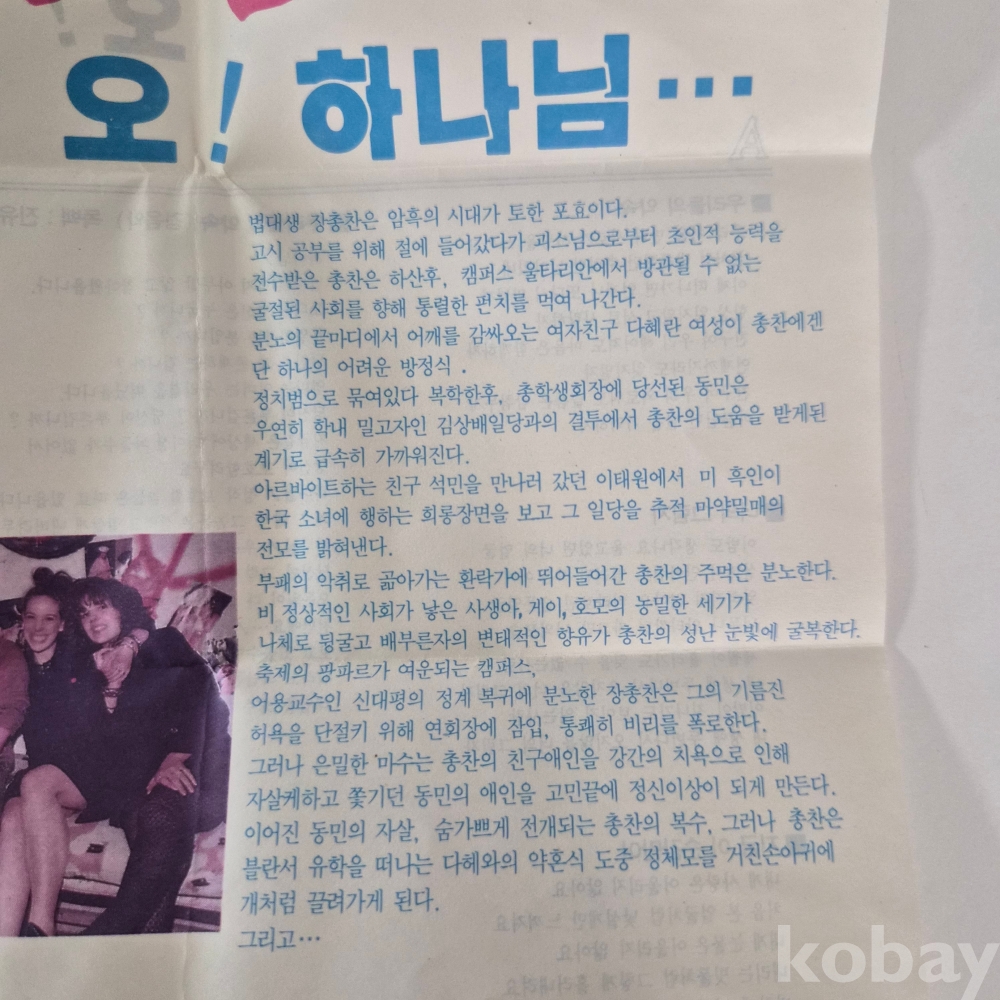 오! 하나님…
법대생 장총찬은 암흑의 시대가 토한 포효이다.
고시 공부를 위해 절에 들어갔다가 괴스님으로부터 초인적 능력을
전수받은 총찬은 하산후, 캠퍼스 울타리안에서 방관될 수 없는
굴절된 사회를 향해 통렬한 펀치를 먹여 나간다.
분노의 끝마디에서 어깨를 감싸오는 여자친구 다혜란 여성이 총찬에겐
단 하나의 어려운 방정식.
정치범으로 묶여있다 복학한후, 총학생회장에 당선된 동민은
우연히 학내 밀고자인 김상배일당과의 결투에서 총찬의 도움을 받게된
계기로 급속히 가까워진다.
아르바이트하는 친구 석민을 만나러 갔던 이태원에서 미 흑인이
한국 소녀에 행하는 희롱장면을 보고 그 일당을 추적 마약밀매의
전모를 밝혀낸다.
부패의 악취로 곪아가는 환락가에 뛰어들어간 총찬의 주먹은 분노한다.
비 정상적인 사회가 낳은 사생아, 게이, 호모의 농밀한 세기가
나체로 뒹굴고 배부른자의 변태적인 향유가 총찬의 성난 눈빛에 굴복한다.
축제의 팡파르가 여운되는 캠퍼스,
어용교수인 신대평의 정계 복귀에 분노한 장총찬은 그의 기름진
허욕을 단절키 위해 연회장에 잠입, 통쾌히 비리를 폭로한다.
그러나 은밀한 마수는 총찬의 친구애인을 강간의 치욕으로 인해
자살케하고 쫓기던 동민의 애인을 고민끝에 정신이상이 되게 만든다.
이어진 동민의 자살, 숨가쁘게 전개되는 총찬의 복수, 그러나 총찬은
블란서 유학을 떠나는 다혜와의 약혼식 도중 정체모를 거진손아귀에
개처럼 끌려가게 된다.
그리고…
kobay